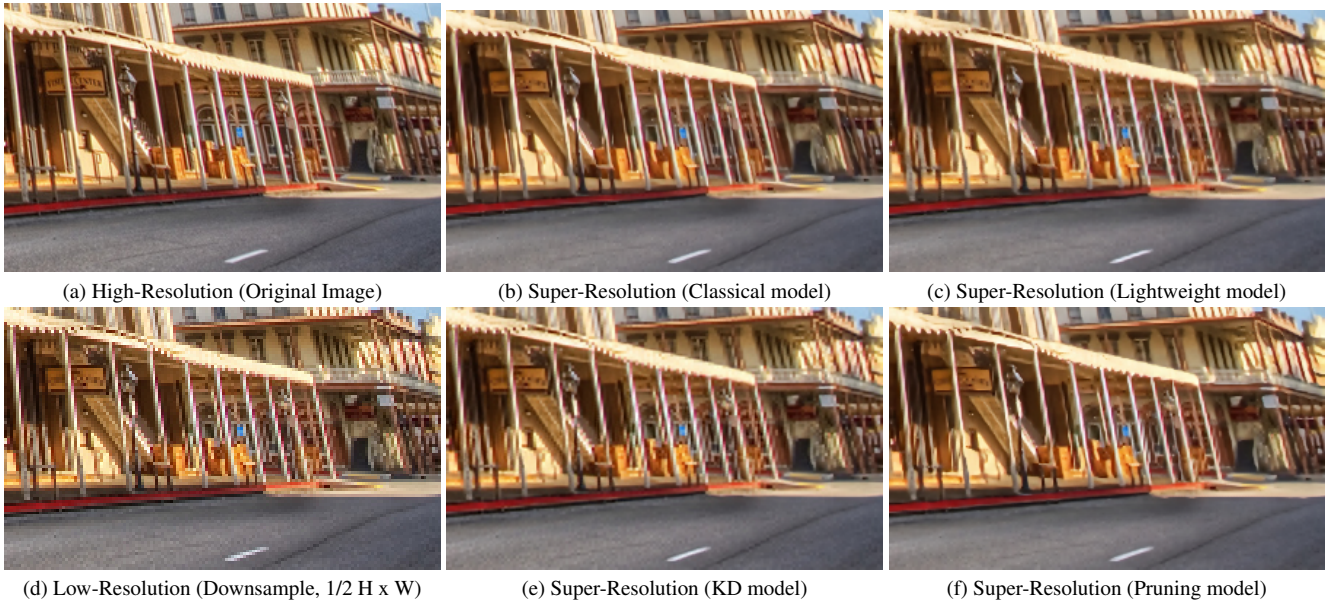 (a) High-Resolution (Original Image)
(b) Super-Resolution (Classical model)
(c) Super-Resolution (Lightweight model)
(d) Low-Resolution (Downsample, 1/2 H x W)
(e) Super-Resolution (KD model)
(f) Super-Resolution (Pruning model)